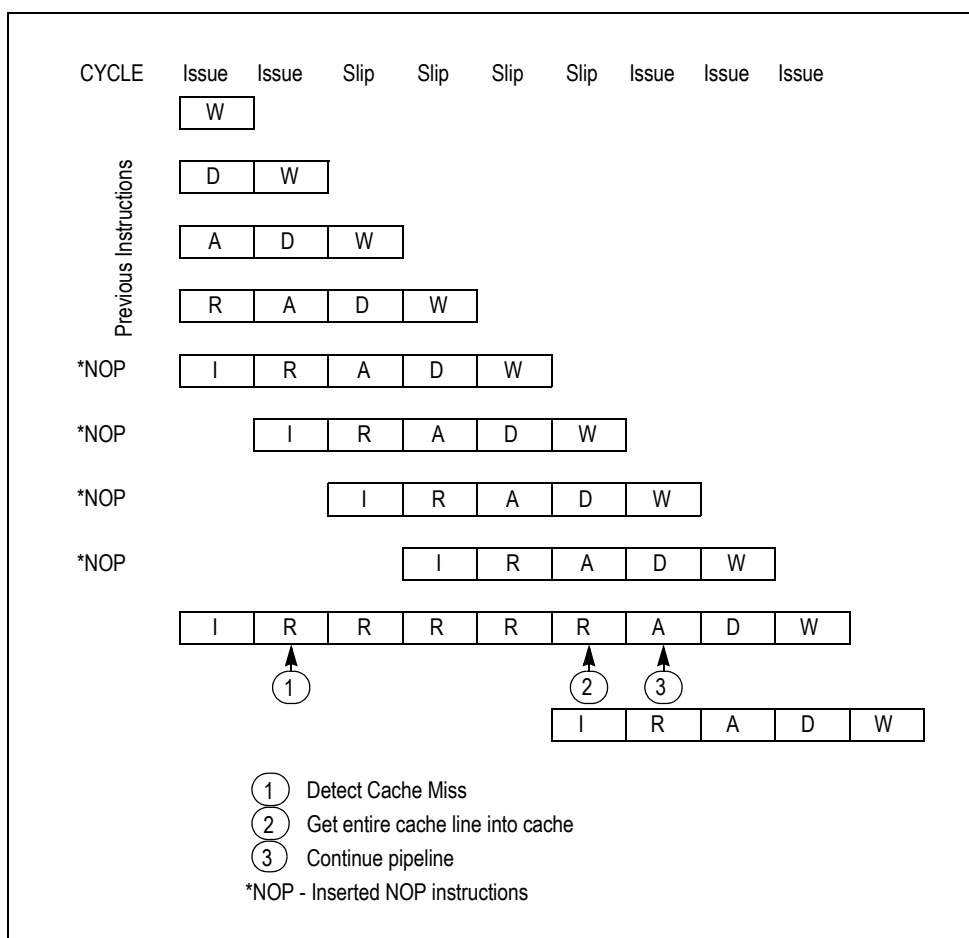 CYCLE Issue Issue Slip Slip Slip Slip Issue Issue Issue
W
Previous Instructions
D W
A D W
R A D W
*NOP I R A D W
*NOP I R A D W
*NOP I R A D W
*NOP I R A D W
I R R R R R A D W
1 2 3
I R A D W
1 Detect Cache Miss
2 Get entire cache line into cache
3 Continue pipeline
*NOP - Inserted NOP instructions